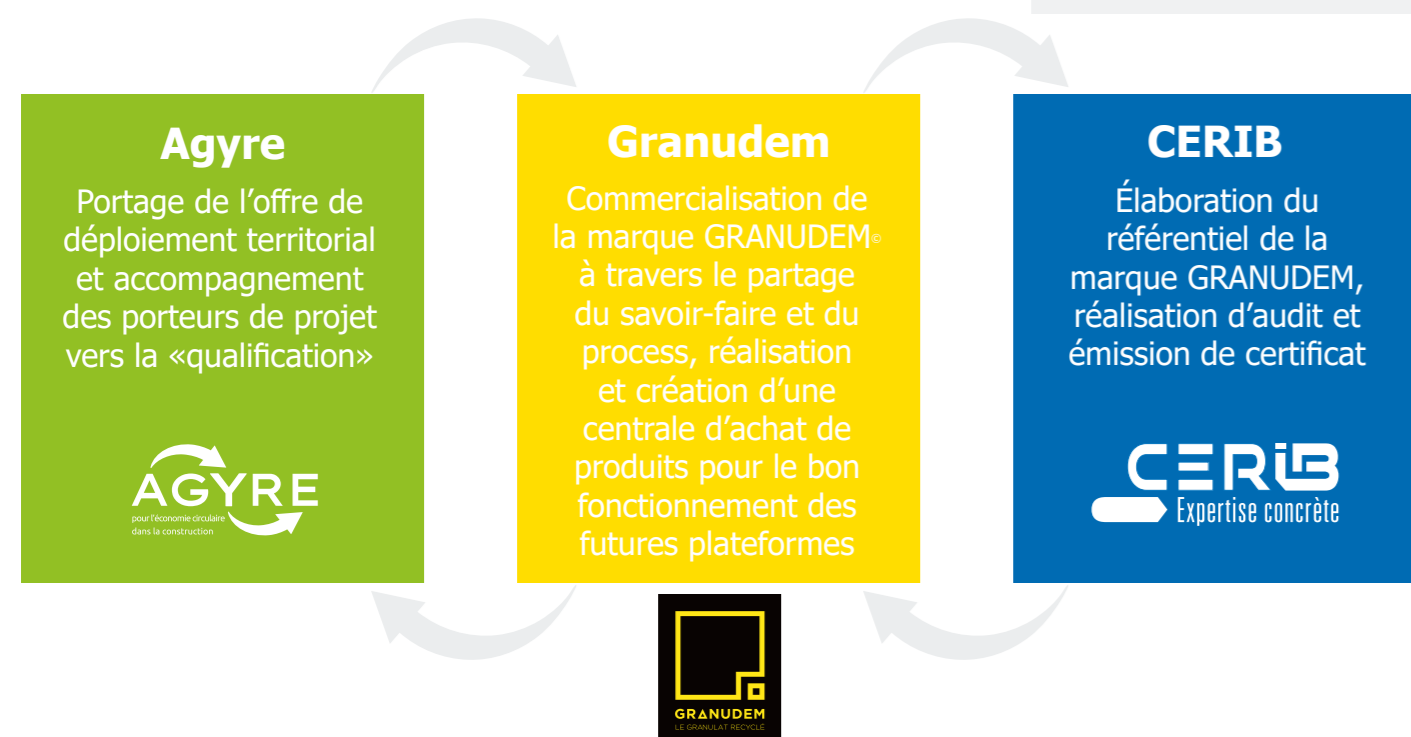 Agyre
Portage de l’offre de
déploiement territorial
et accompagnement
des porteurs de projet
vers la «qualification»
AGYRE
pour l'économie circulaire
dans la construction
Granudem
Commercialisation de
la marque GRANUDEM©
à travers le partage
du savoir-faire et du
process, réalisation
et création d’une
centrale d’achat de
produits pour le bon
fonctionnement des
futures plateformes
GRANUDEM
LE GRANULAT RECYCLÉ
CERIB
Élaboration du
référentiel de la
marque GRANUDEM,
réalisation d’audit et
émission de certificat
CERiB
Expertise concrète